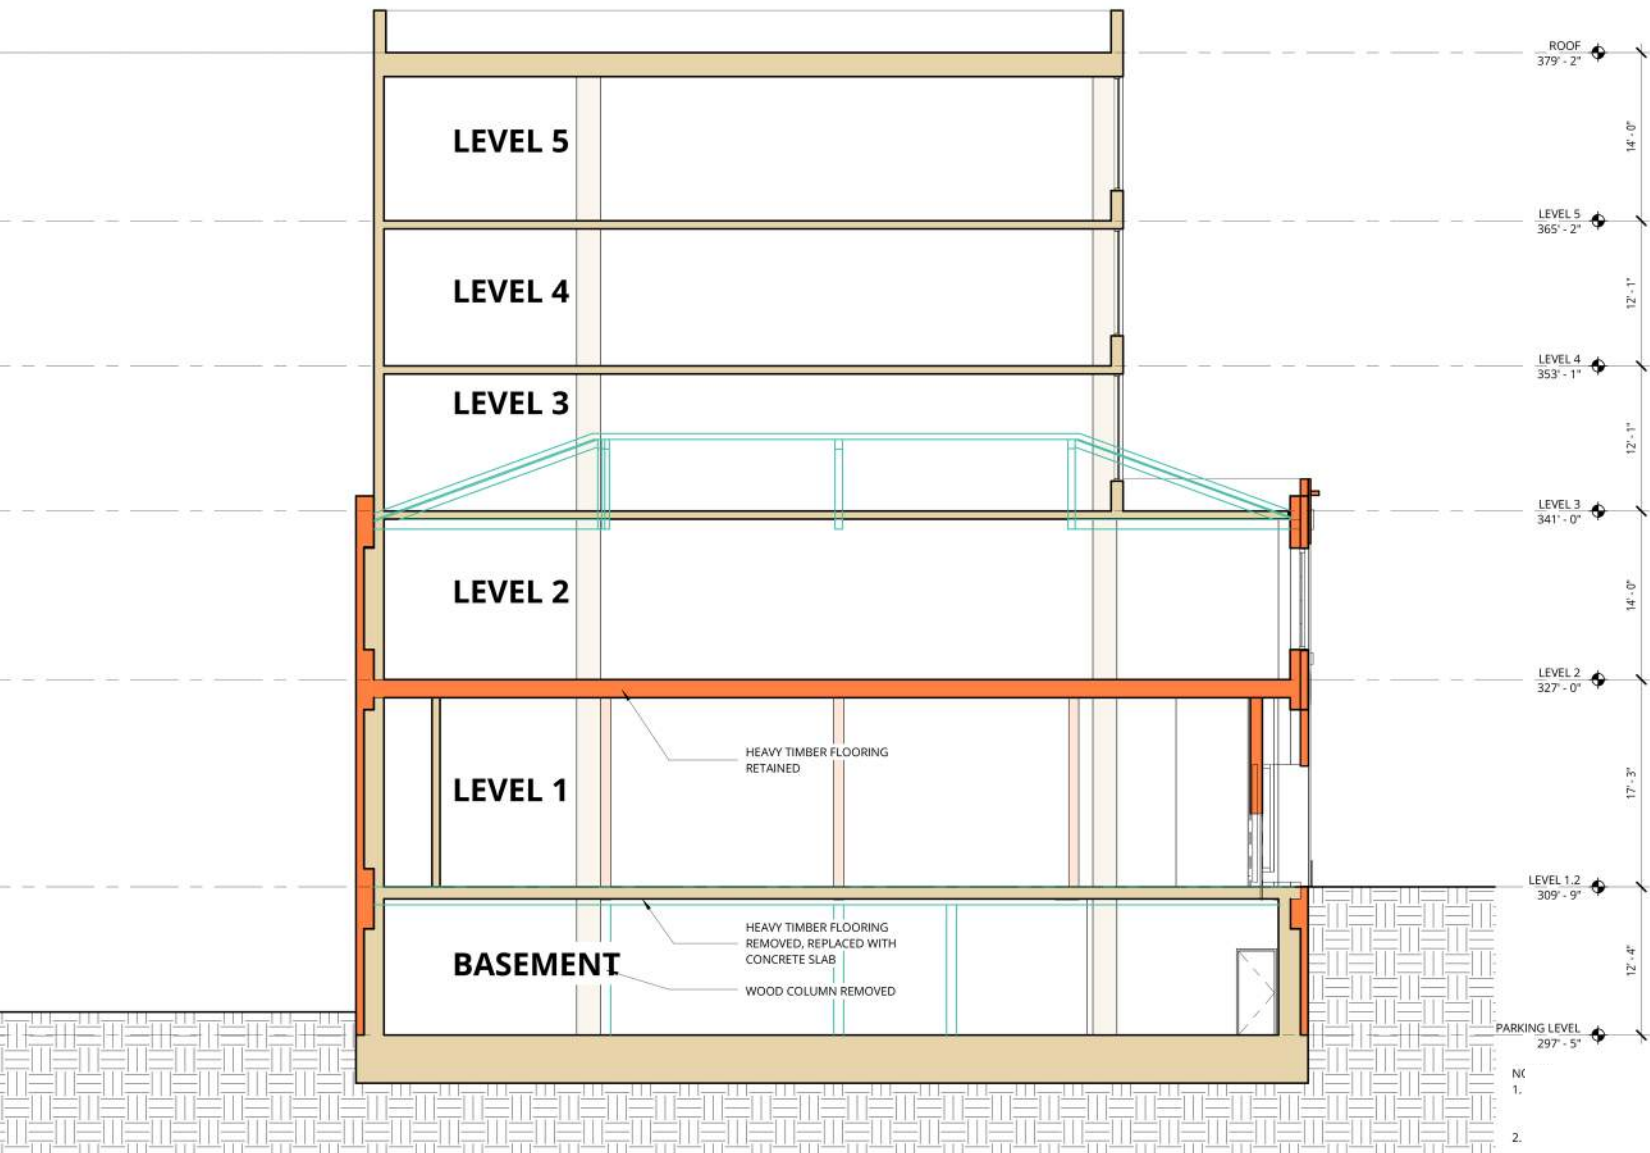 ROOF
379' - 2"
14' - 0"
LEVEL 5
LEVEL 5
365' - 2"
12' - 1"
LEVEL 4
LEVEL 4
353' - 1"
LEVEL 3
12' - 1"
LEVEL 3
341' - 0"
LEVEL 2
14' - 0"
LEVEL 2
327' - 0"
HEAVY TIMBER FLOORING
RETAINED
LEVEL 1
17' - 3"
LEVEL 1.2
309' - 9"
HEAVY TIMBER FLOORING
REMOVED, REPLACED WITH
CONCRETE SLAB
BASEMENT
12' - 4"
WOOD COLUMN REMOVED
PARKING LEVEL
297' - 5"
1.
2.